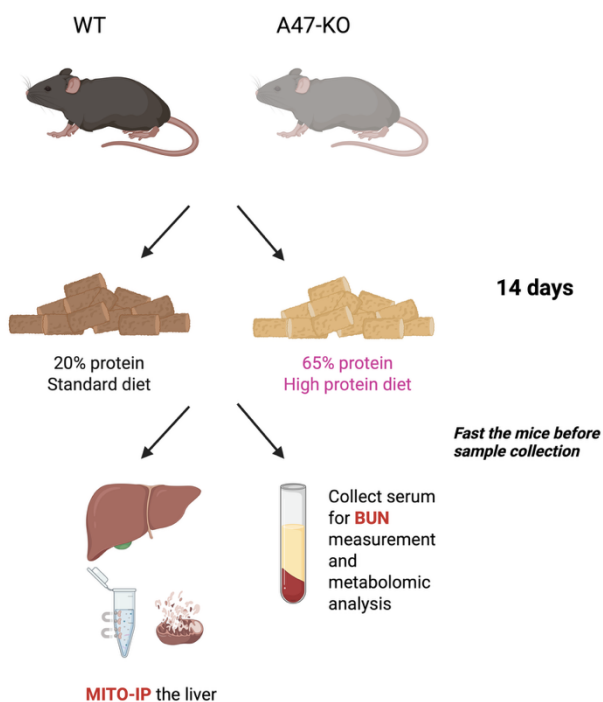 WT
A47-KO
14 days
20% protein
Standard diet
65% protein
High protein diet
Fast the mice before
sample collection
Collect serum
for BUN
measurement
and
metabolomic
analysis
MITO-IP the liver